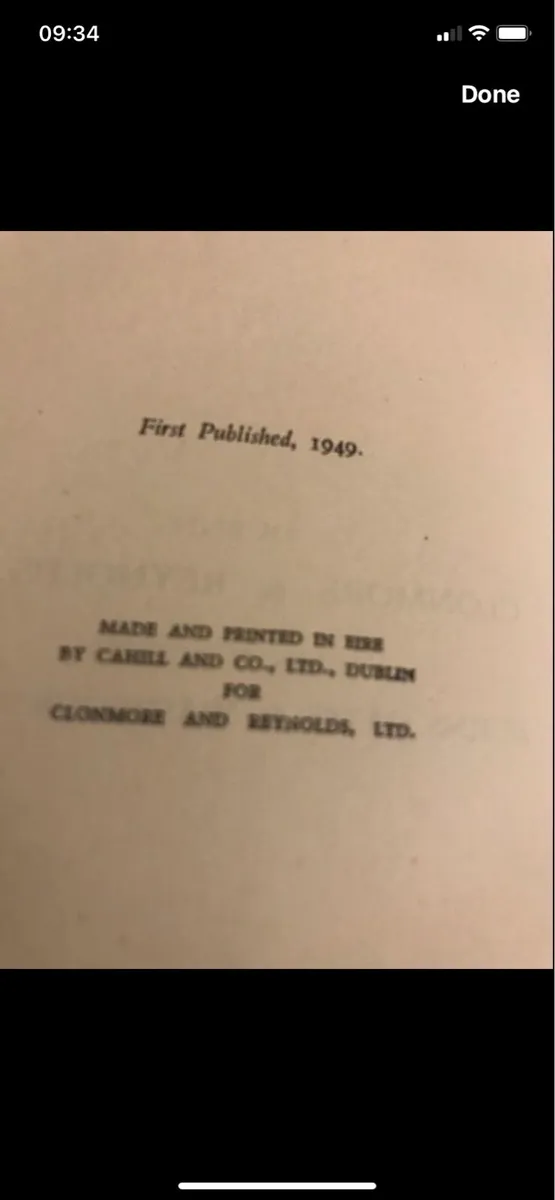 09:34
Done
First Published, 1949.
MADE AND PRINTED IN EIRE
BY CAHILL AND CO., LTD., DUBLIN
FOR
CLONMORE AND REYNOLDS, LTD.